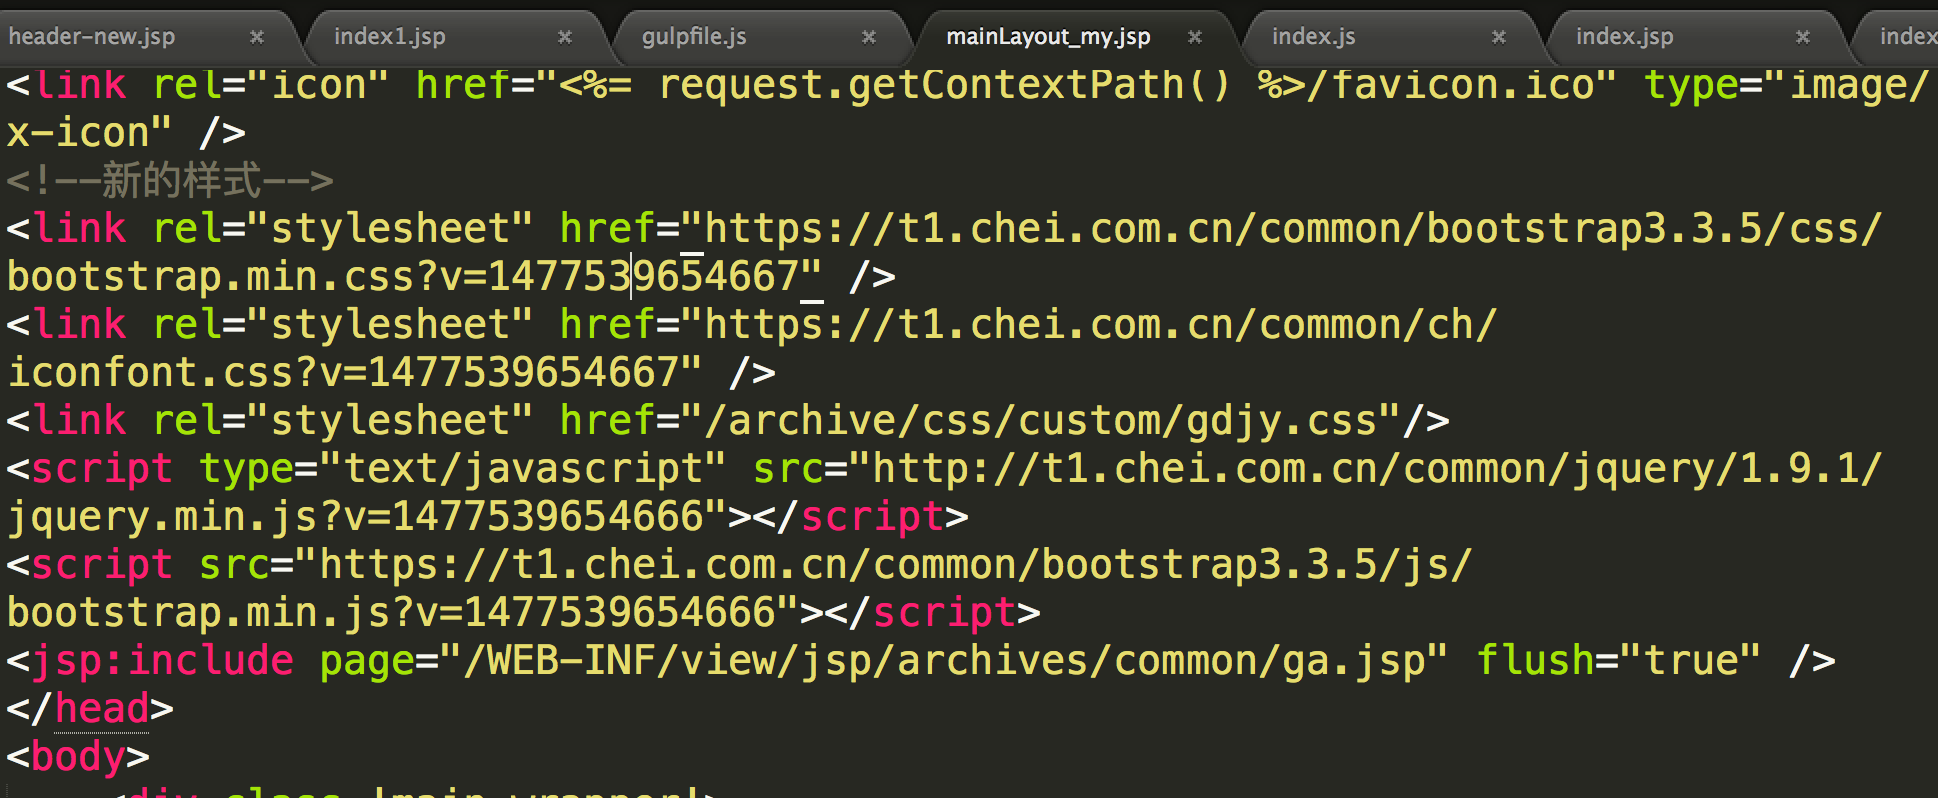 header-new.jsp × index1.jsp × gulpfile.js × mainLayout_my.jsp × index.js × index.jsp × index
<link rel="icon" href="<%= request.getContextPath() %>/favicon.ico" type="image/
x-icon" />
<!--新的样式-->
<link rel="stylesheet" href="https://t1.chei.com.cn/common/bootstrap3.3.5/css/
bootstrap.min.css?v=1477539654667" />
<link rel="stylesheet" href="https://t1.chei.com.cn/common/ch/
iconfont.css?v=1477539654667" />
<link rel="stylesheet" href="/archive/css/custom/gdjy.css"/>
<script type="text/javascript" src="http://t1.chei.com.cn/common/jquery/1.9.1/
jquery.min.js?v=1477539654666"></script>
<script src="https://t1.chei.com.cn/common/bootstrap3.3.5/js/
bootstrap.min.js?v=1477539654666"></script>
<jsp:include page="/WEB-INF/view/jsp/archives/common/ga.jsp" flush="true" />
</head>
<body>
<div class main wrapper